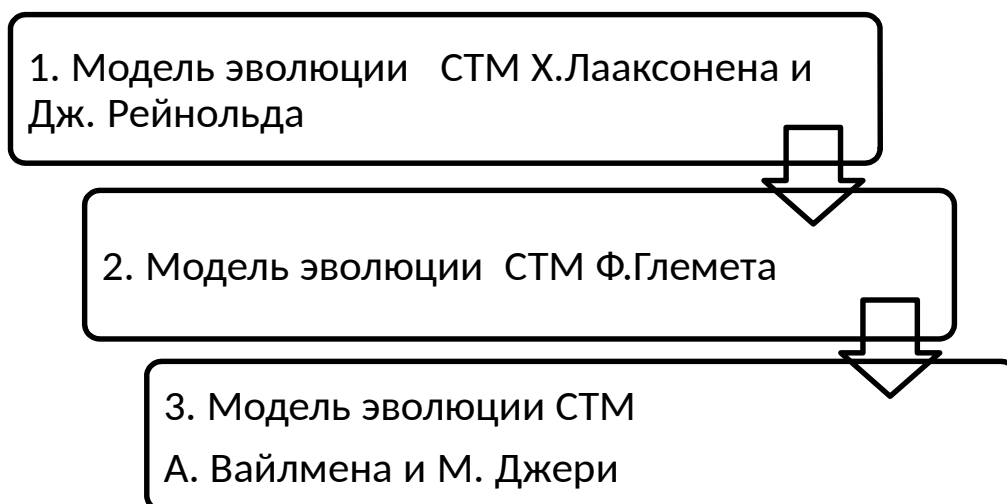 1. Модель эволюции СТМ Х.Лааксонена и
Дж. Рейнольда
2. Модель эволюции СТМ Ф.Глемета
3. Модель эволюции СТМ
А. Вайлмена и М. Джери